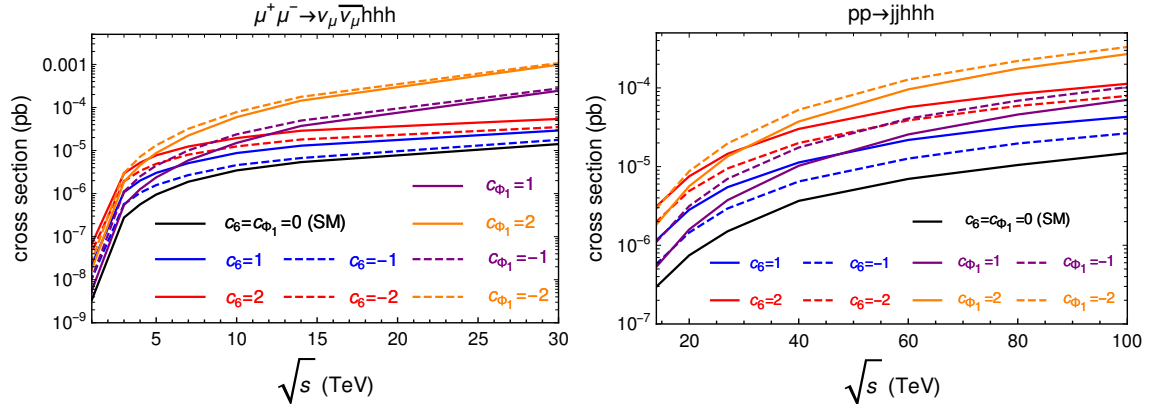 μ⁺ μ⁻→ν_μ ν̅_μ hhh
cross section (pb)
0.001
10⁻⁴
10⁻⁵
10⁻⁶
10⁻⁷
10⁻⁸
10⁻⁹
c_Φ₁=1
c₆=c_Φ₁=0 (SM) c_Φ₁=2
c₆=1 c₆=−1 c_Φ₁=−1
c₆=2 c₆=−2 c_Φ₁=−2
5 10 15 20 25 30
√s (TeV)
pp→jjhhh
cross section (pb)
10⁻⁴
10⁻⁵
10⁻⁶
10⁻⁷
c₆=c_Φ₁=0 (SM)
c₆=1 c₆=−1 c_Φ₁=1 c_Φ₁=−1
c₆=2 c₆=−2 c_Φ₁=2 c_Φ₁=−2
20 40 60 80 100
√s (TeV)